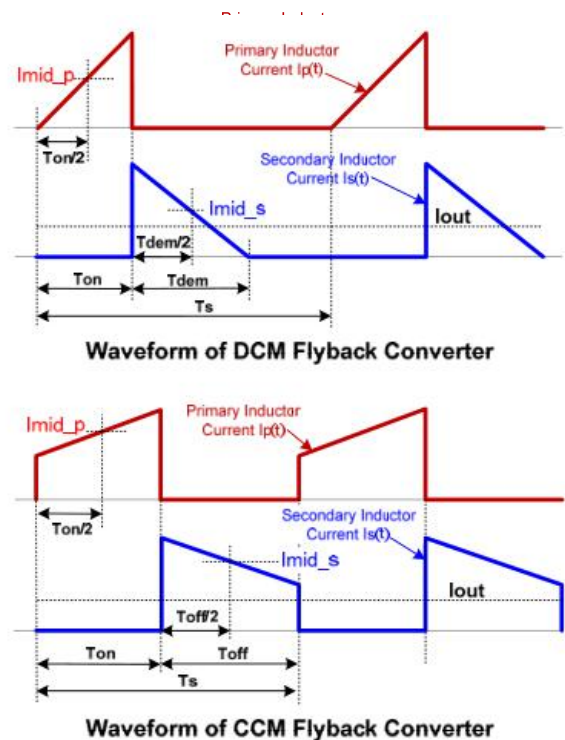 Primary Inductor
Current Ip(t)
Imid_p
Ton/2
Secondary Inductor
Current Is(t)
Imid_s
Iout
Tdem/2
Ton
Tdem
Ts
Waveform of DCM Flyback Converter
Primary Inductor
Current Ip(t)
Imid_p
Ton/2
Secondary Inductor
Current Is(t)
Imid_s
Iout
Toff/2
Ton
Toff
Ts
Waveform of CCM Flyback Converter